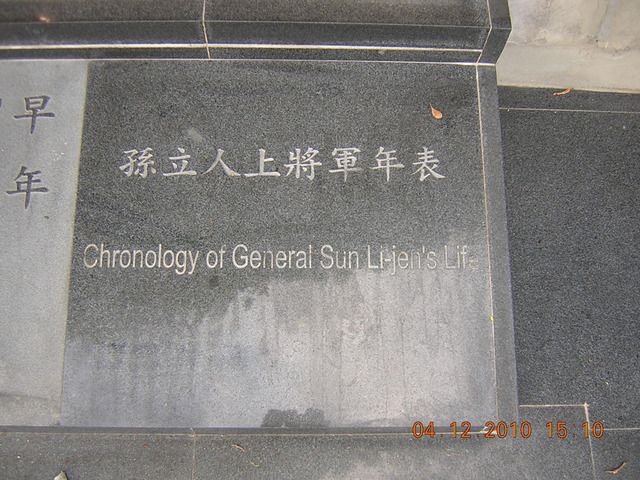 孫立人上將軍年表
Chronology of General Sun Li-jen's Life
早年
04.12.2010 15:10